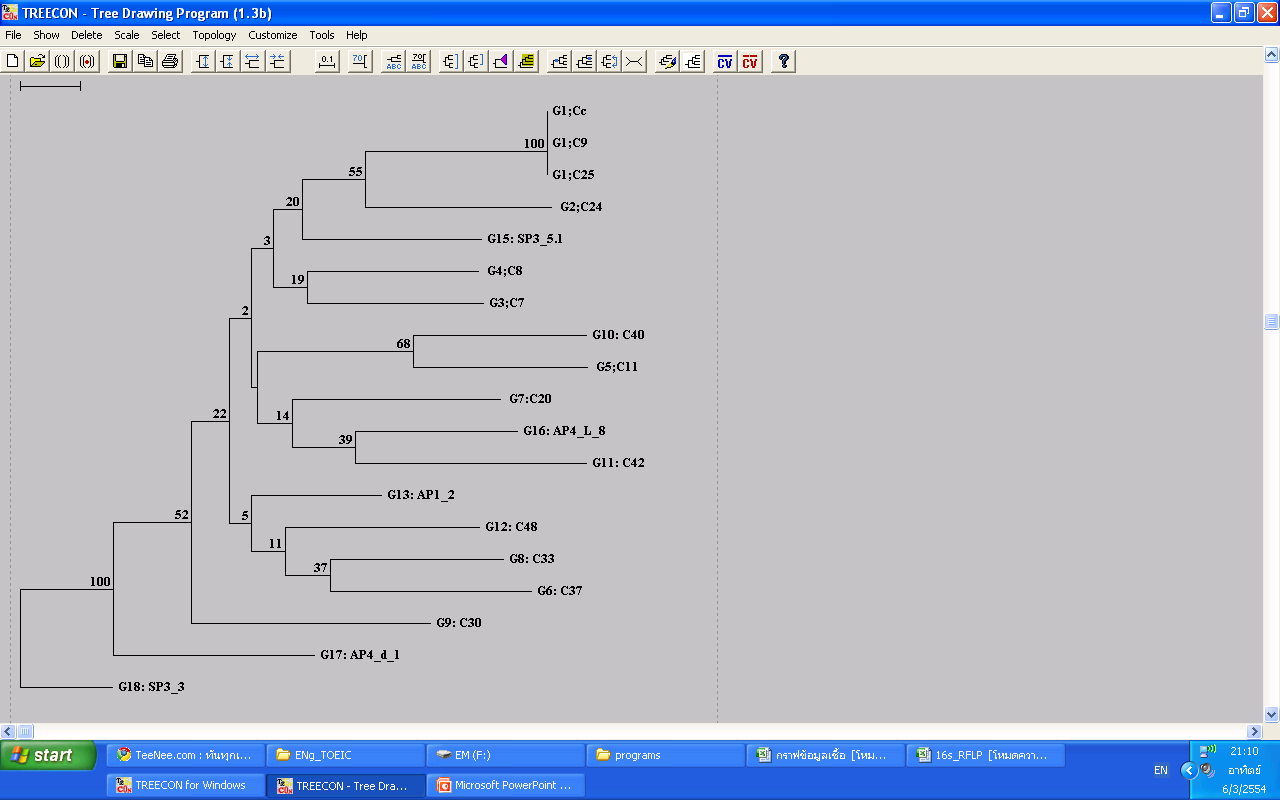 TREECON - Tree Drawing Program (1.3b)
File Show Delete Scale Select Topology Customize Tools Help
0.1 70 ABC 70 ABC CV CV ?
G1;Cc
100 G1;C9
55 G1;C25
20 G2;C24
3 G15: SP3_5.1
19 G4;C8
G3;C7
2 G10: C40
68 G5;C11
G7:C20
22 14 G16: AP4_L_8
39 G11: C42
G13: AP1_2
52 5 G12: C48
11 G8: C33
37 G6: C37
100 G9: C30
G17: AP4_d_1
G18: SP3_3
start TeeNee.com : ทันทุกเ... ENg_TOEIC EM (F:) programs กราฟข้อมูลเชื้อ [โหม... 16s_RFLP [โหมดควา... 21:10
EN อาทิตย์
TREECON for Windows TREECON - Tree Dra... Microsoft PowerPoint ... 6/3/2554